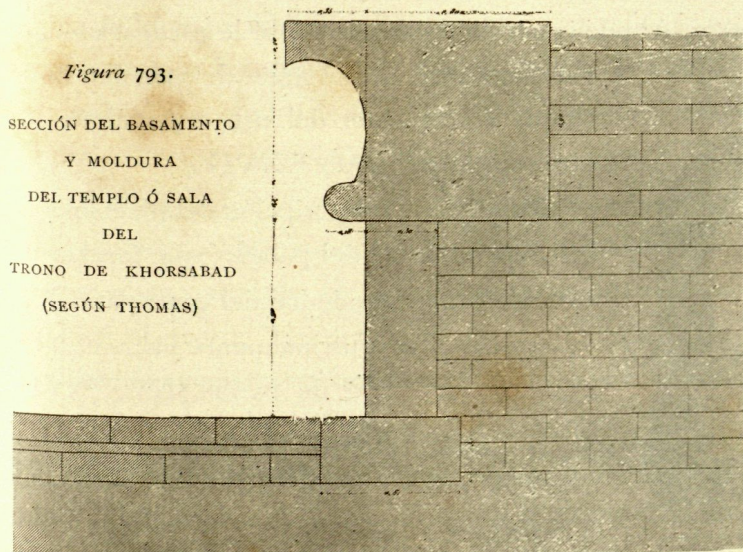 Figura 793.
SECCIÓN DEL BASAMENTO
Y MOLDURA
DEL TEMPLO Ó SALA
DEL
TRONO DE KHORSABAD
(SEGÚN THOMAS)